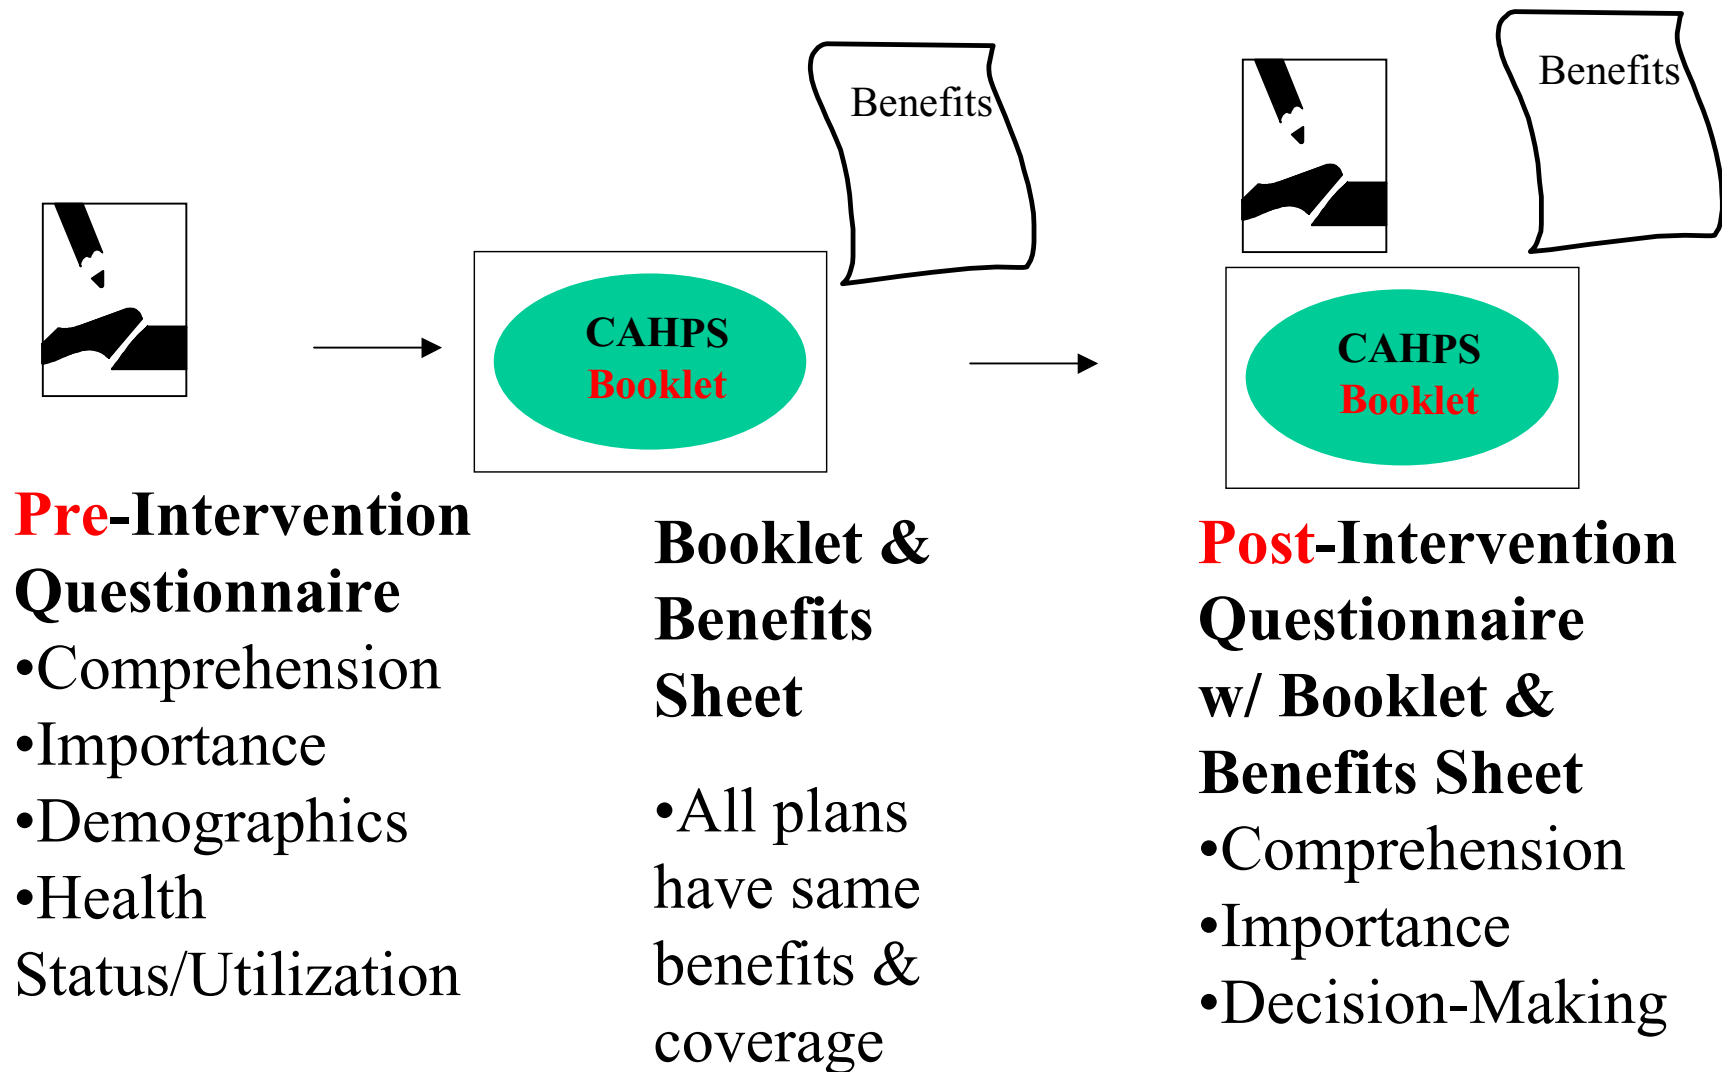 Benefits
Benefits
CAHPS
Booklet
CAHPS
Booklet
Pre-Intervention
Questionnaire
•Comprehension
•Importance
•Demographics
•Health
Status/Utilization
Booklet &
Benefits
Sheet
•All plans
have same
benefits &
coverage
Post-Intervention
Questionnaire
w/ Booklet &
Benefits Sheet
•Comprehension
•Importance
•Decision-Making